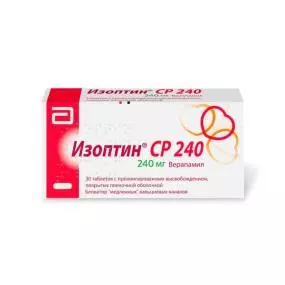 Изоптин® СР 240
240 мг Верапамил
30 таблеток с пролонгированным высвобождением,
покрытых пленочной оболочкой
Блокатор "медленных" кальциевых каналов